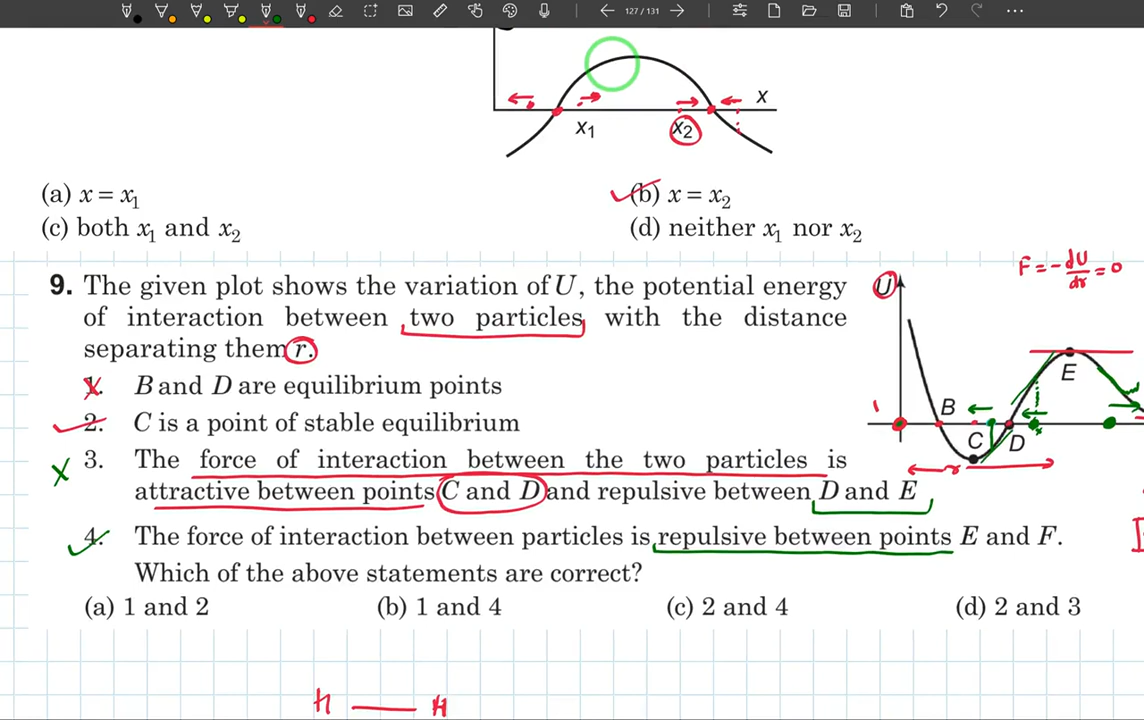 127 / 131
x
x1
x2
(a) x = x1
(b) x = x2
(c) both x1 and x2
(d) neither x1 nor x2
F = - dU/dr = 0
9. The given plot shows the variation of U, the potential energy
of interaction between two particles with the distance
separating them r.
U
B
C
D
E
r
1. B and D are equilibrium points
2. C is a point of stable equilibrium
3. The force of interaction between the two particles is
attractive between points C and D and repulsive between D and E
4. The force of interaction between particles is repulsive between points E and F.
Which of the above statements are correct?
(a) 1 and 2
(b) 1 and 4
(c) 2 and 4
(d) 2 and 3
H — H